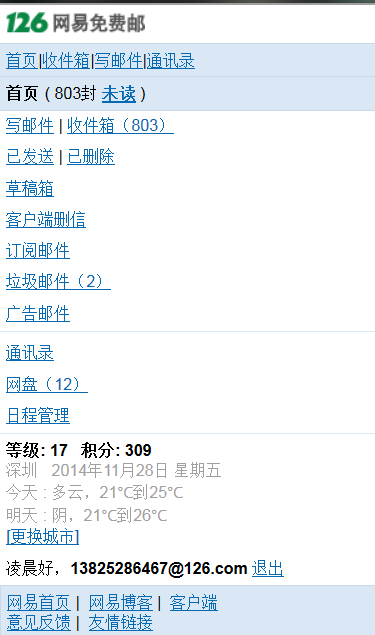 126 网易免费邮
首页|收件箱|写邮件|通讯录
首页 ( 803封 未读 )
写邮件 | 收件箱（803）
已发送 | 已删除
草稿箱
客户端删信
订阅邮件
垃圾邮件（2）
广告邮件
通讯录
网盘（12）
日程管理
等级: 17 积分: 309
深圳 2014年11月28日 星期五
今天 : 多云，21℃到25℃
明天 : 阴，21℃到26℃
[更换城市]
凌晨好，13825286467@126.com 退出
网易首页 | 网易博客 | 客户端
意见反馈 | 友情链接